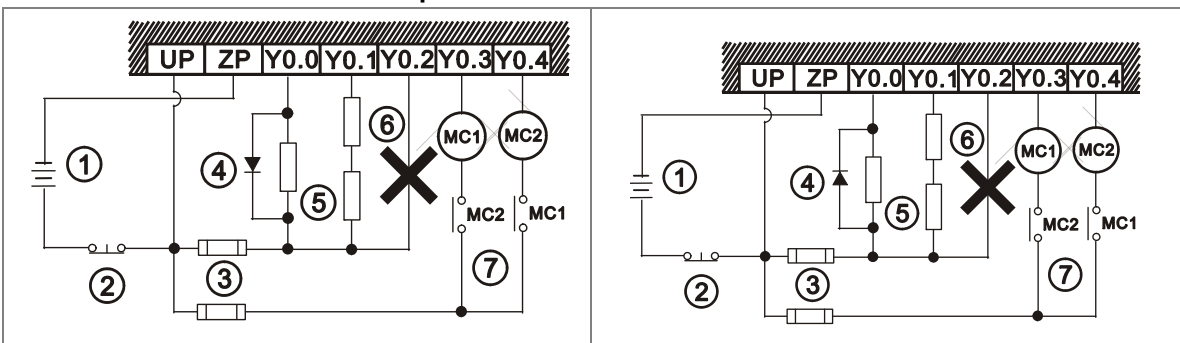 UP ZP Y0.0 Y0.1 Y0.2 Y0.3 Y0.4
① ④ ⑤ ⑥ MC1 MC2
MC2 MC1
② ③ ⑦
UP ZP Y0.0 Y0.1 Y0.2 Y0.3 Y0.4
① ④ ⑤ ⑥ MC1 MC2
MC2 MC1
② ③ ⑦